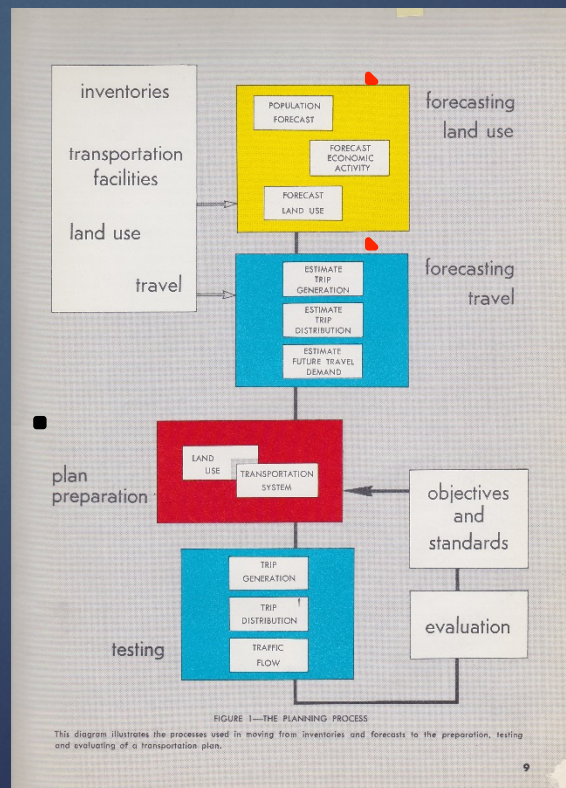 inventories
transportation
facilities
land use
travel
POPULATION
FORECAST
FORECAST
ECONOMIC
ACTIVITY
FORECAST
LAND USE
forecasting
land use
ESTIMATE
TRIP
GENERATION
ESTIMATE
TRIP
DISTRIBUTION
ESTIMATE
FUTURE TRAVEL
DEMAND
forecasting
travel
plan
preparation
LAND
USE
TRANSPORTATION
SYSTEM
objectives
and
standards
testing
TRIP
GENERATION
TRIP
DISTRIBUTION
TRAFFIC
FLOW
evaluation
FIGURE 1—THE PLANNING PROCESS
This diagram illustrates the processes used in moving from inventories and forecasts to the preparation, testing
and evaluating of a transportation plan.
9